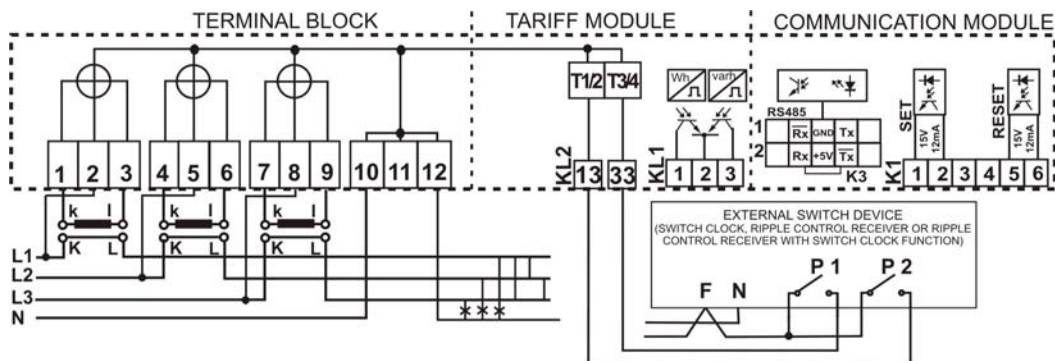 TERMINAL BLOCK
TARIFF MODULE
COMMUNICATION MODULE
T1/2 T3/4
Wh varh
RS485
1 Rx GND Tx
2 Rx +5V Tx
K3
SET
15V
12mA
RESET
15V
12mA
1 2 3 4 5 6 7 8 9 10 11 12
KL2 13 33
KL1 1 2 3
K1 1 2 3 4 5 6
k l k l k l
K L K L K L
L1
L2
L3
N
EXTERNAL SWITCH DEVICE
(SWITCH CLOCK, RIPPLE CONTROL RECEIVER OR RIPPLE
CONTROL RECEIVER WITH SWITCH CLOCK FUNCTION)
P 1 P 2
F N